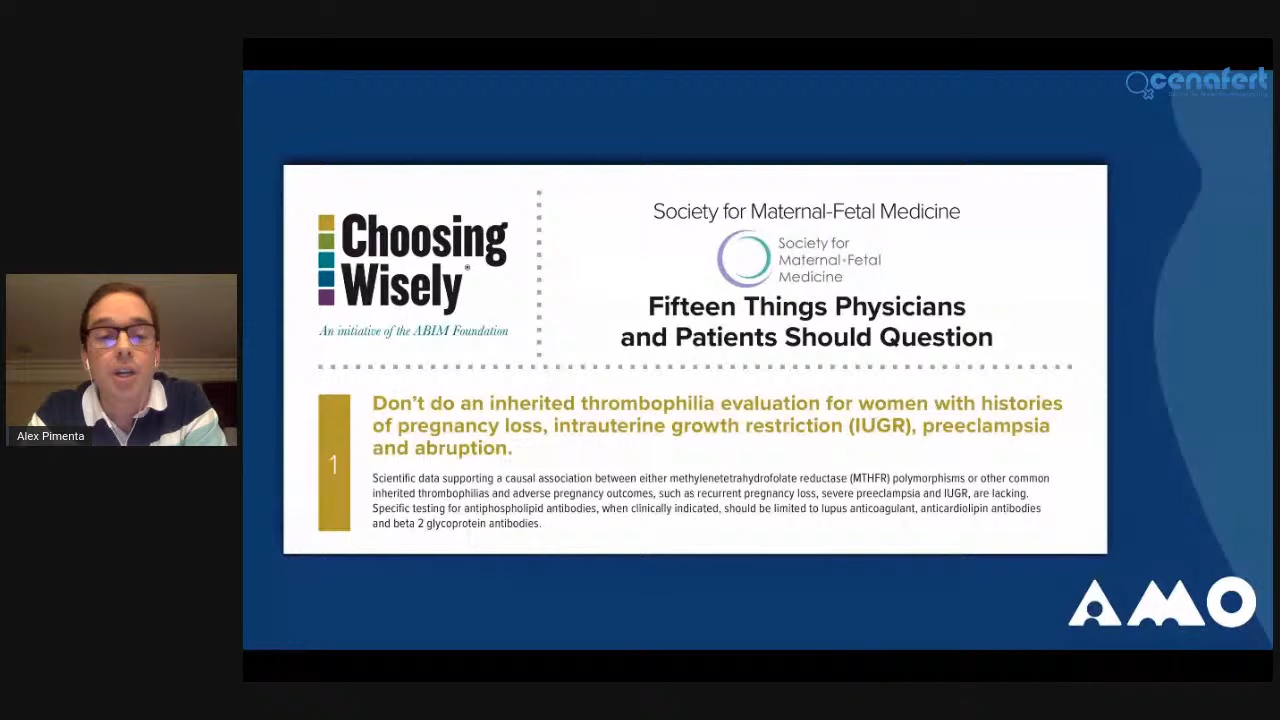 cenafert
Choosing
Wisely®
An initiative of the ABIM Foundation
Society for Maternal-Fetal Medicine
Society for
Maternal•Fetal
Medicine
Fifteen Things Physicians
and Patients Should Question
1
Don't do an inherited thrombophilia evaluation for women with histories
of pregnancy loss, intrauterine growth restriction (IUGR), preeclampsia
and abruption.
Scientific data supporting a causal association between either methylenetetrahydrofolate reductase (MTHFR) polymorphisms or other common
inherited thrombophilias and adverse pregnancy outcomes, such as recurrent pregnancy loss, severe preeclampsia and IUGR, are lacking.
Specific testing for antiphospholipid antibodies, when clinically indicated, should be limited to lupus anticoagulant, anticardiolipin antibodies
and beta 2 glycoprotein antibodies.
Alex Pimenta
AMO